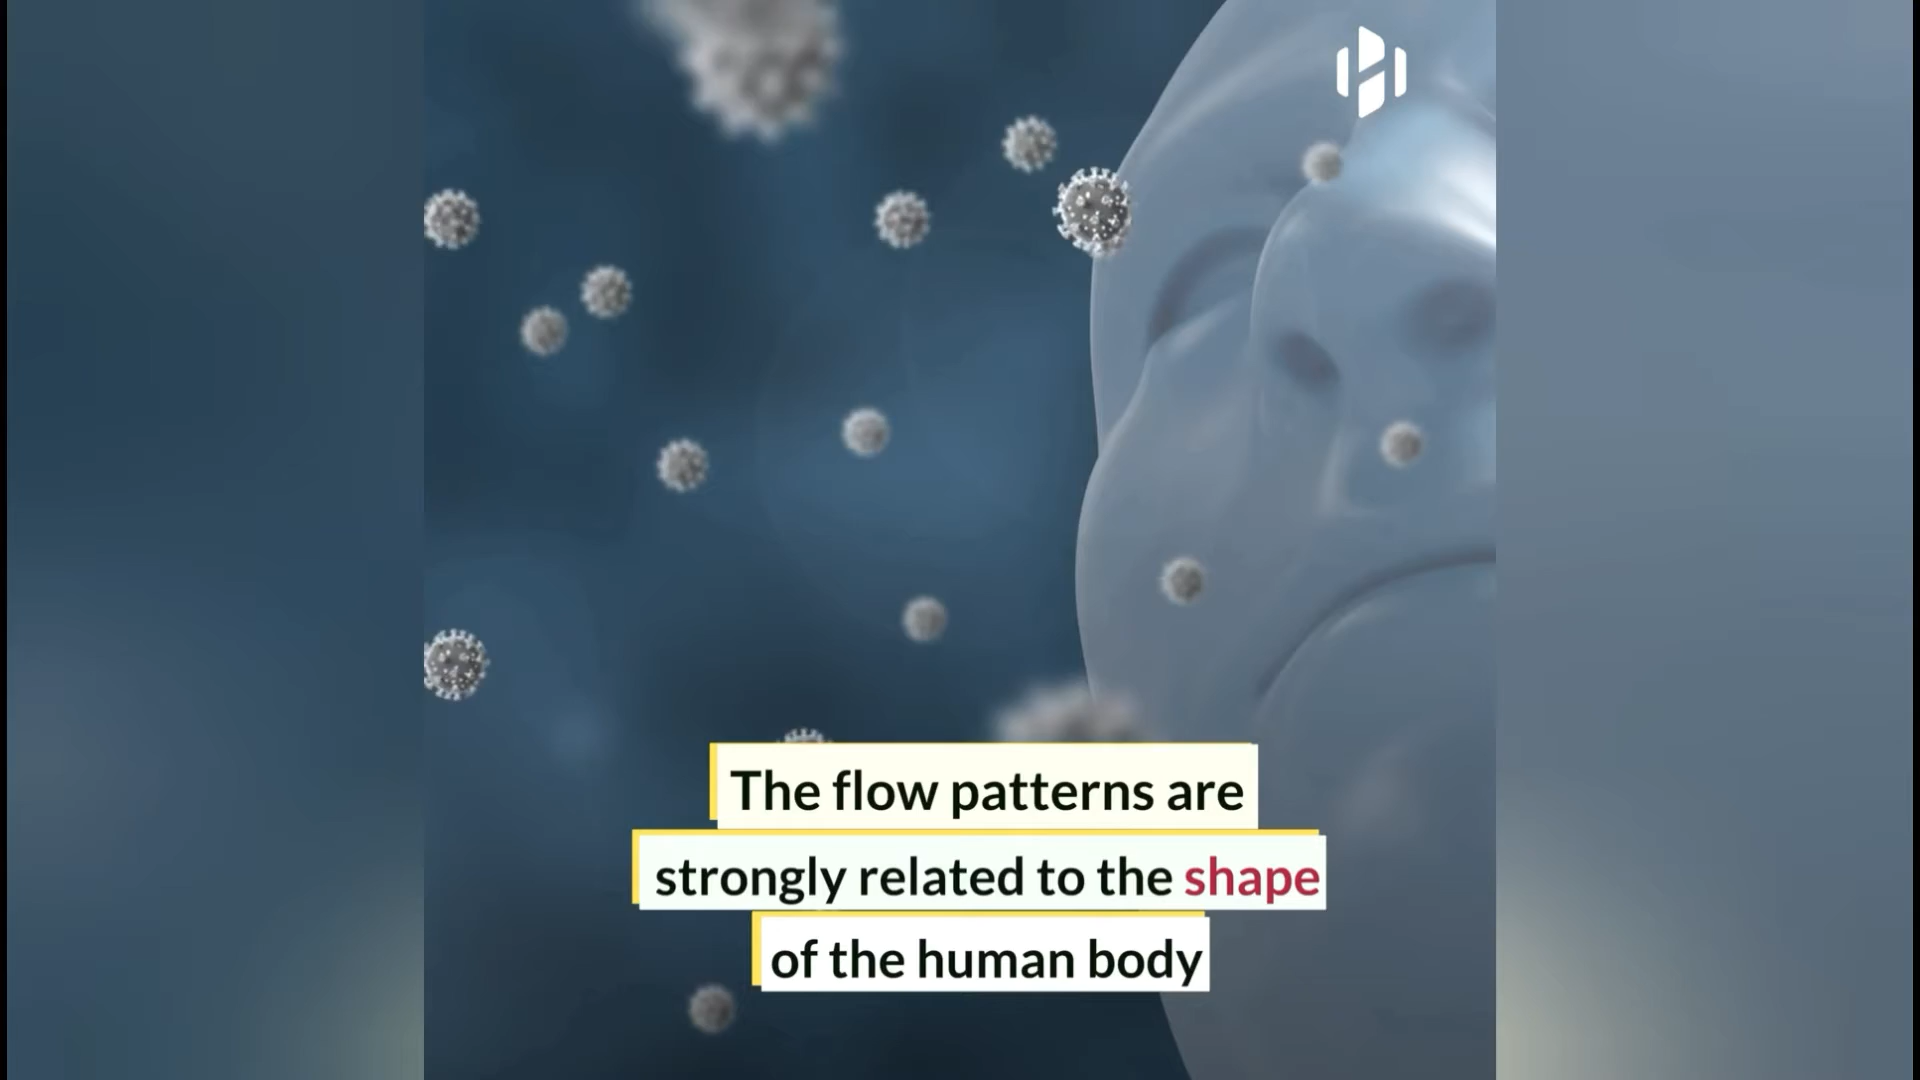 The flow patterns are
strongly related to the shape
of the human body